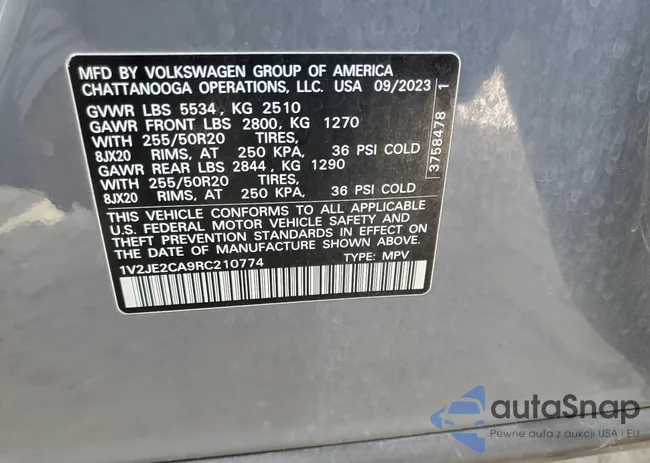 MFD BY VOLKSWAGEN GROUP OF AMERICA
CHATTANOOGA OPERATIONS, LLC. USA 09/2023
GVWR LBS 5534 , KG 2510
GAWR FRONT LBS 2800, KG 1270
WITH 255/50R20 TIRES,
8JX20 RIMS, AT 250 KPA, 36 PSI COLD
GAWR REAR LBS 2844 , KG 1290
WITH 255/50R20 TIRES,
8JX20 RIMS, AT 250 KPA, 36 PSI COLD
THIS VEHICLE CONFORMS TO ALL APPLICABLE
U.S. FEDERAL MOTOR VEHICLE SAFETY AND
THEFT PREVENTION STANDARDS IN EFFECT ON
THE DATE OF MANUFACTURE SHOWN ABOVE.
1V2JE2CA9RC210774 TYPE: MPV
3758478 1
autoSnap
Pewne auta z aukcji USA i EU